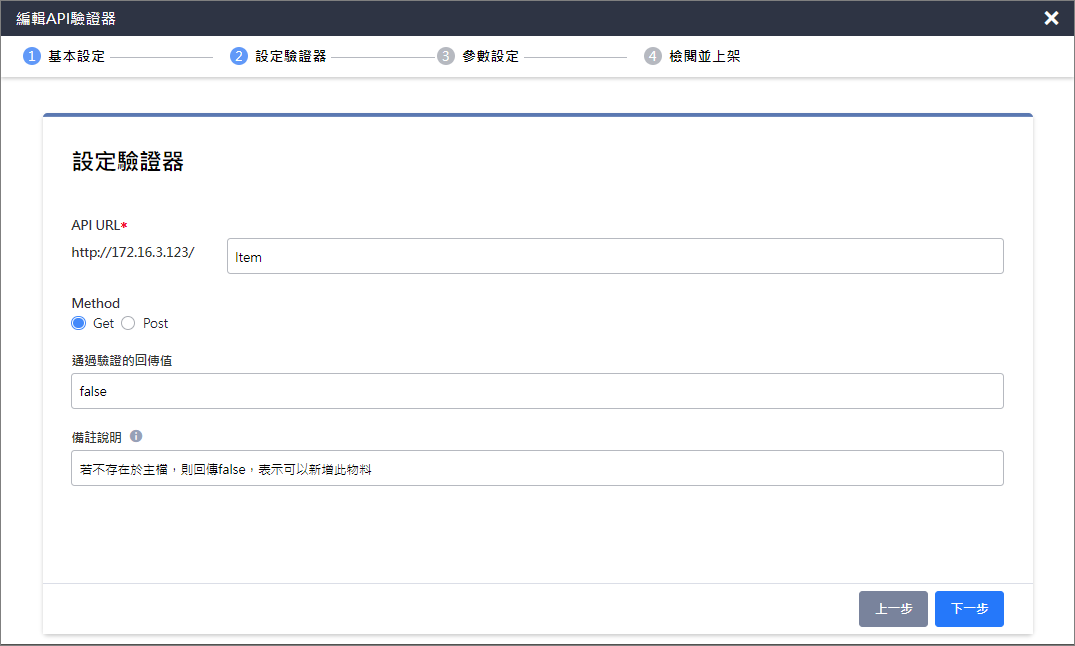 編輯API驗證器
1 基本設定 2 設定驗證器 3 參數設定 4 檢閱並上架
設定驗證器
API URL*
http://172.16.3.123/ Item
Method
Get Post
通過驗證的回傳值
false
備註說明
若不存在於主檔，則回傳false，表示可以新增此物料
上一步 下一步